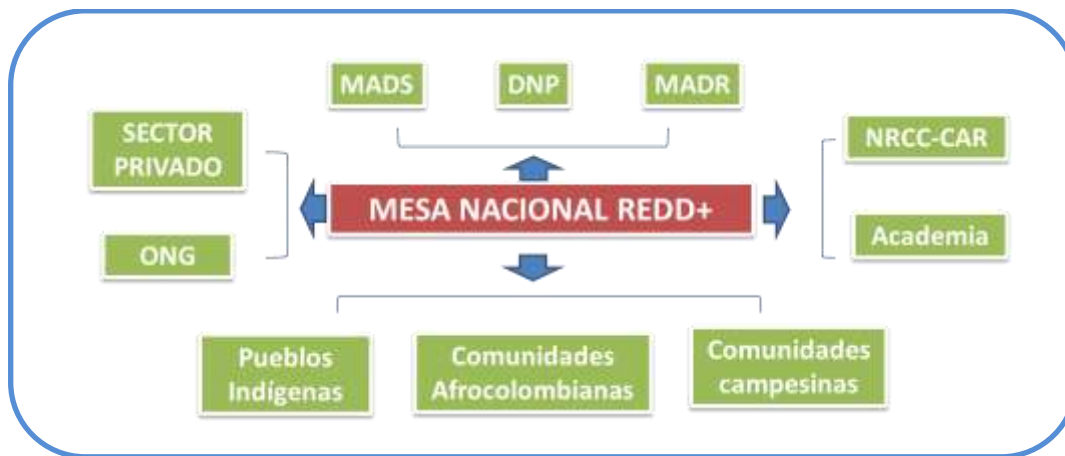 MADS
DNP
MADR
SECTOR
PRIVADO
NRCC-CAR
MESA NACIONAL REDD+
ONG
Academia
Pueblos
Indígenas
Comunidades
Afrocolombianas
Comunidades
campesinas